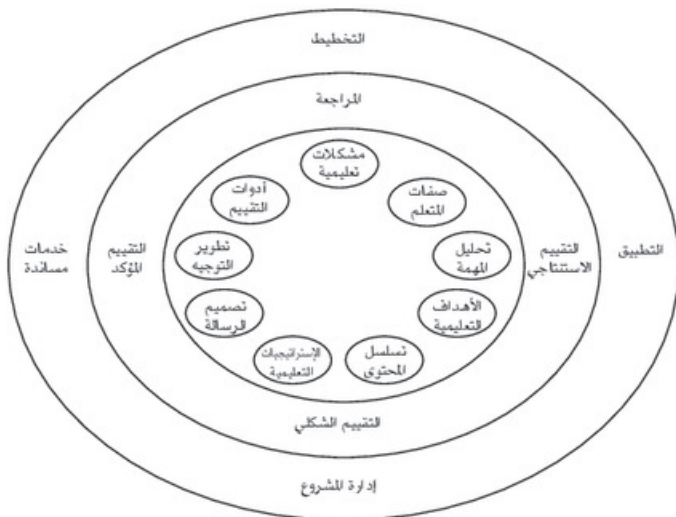 التخطيط
المراجعة
مشكلات
تعليمية
صفات
المتعلم
أدوات
التقييم
التطبيق
التقييم
الاستنتاجي
تحليل
المهمة
تطوير
التوجيه
التقييم
المؤكد
خدمات
مساندة
الأهداف
التعليمية
تصميم
الرسالة
تسلسل
المحتوى
الإستراتيجيات
التعليمية
التقييم الشكلي
إدارة المشروع